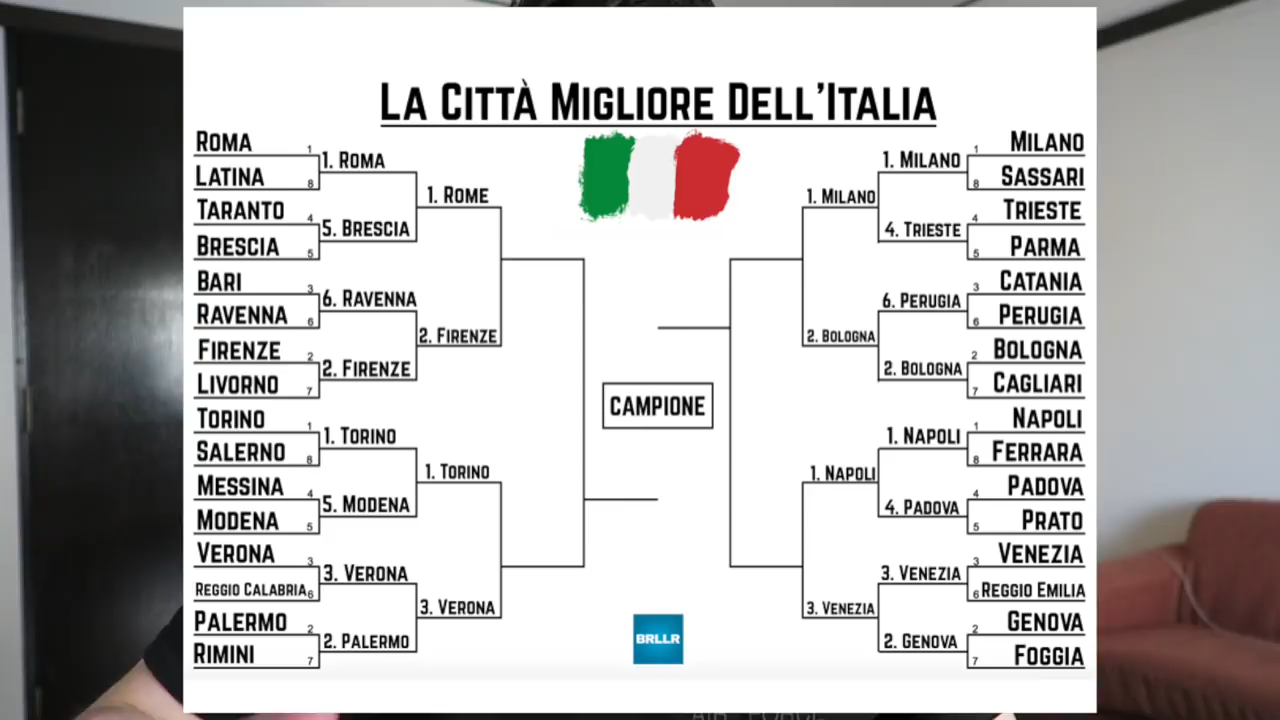 LA CITTÀ MIGLIORE DELL'ITALIA
ROMA
1
LATINA
8
TARANTO
4
BRESCIA
5
BARI
3
RAVENNA
6
FIRENZE
2
LIVORNO
7
TORINO
1
SALERNO
8
MESSINA
4
MODENA
5
VERONA
3
REGGIO CALABRIA
6
PALERMO
2
RIMINI
7
1. ROMA
5. BRESCIA
6. RAVENNA
2. FIRENZE
1. TORINO
5. MODENA
3. VERONA
2. PALERMO
1. ROME
2. FIRENZE
1. TORINO
3. VERONA
CAMPIONE
BRLLR
1. MILANO
2. BOLOGNA
1. NAPOLI
3. VENEZIA
1. MILANO
4. TRIESTE
6. PERUGIA
2. BOLOGNA
1. NAPOLI
4. PADOVA
3. VENEZIA
2. GENOVA
1
MILANO
8
SASSARI
4
TRIESTE
5
PARMA
3
CATANIA
6
PERUGIA
2
BOLOGNA
7
CAGLIARI
1
NAPOLI
8
FERRARA
4
PADOVA
5
PRATO
3
VENEZIA
6
REGGIO EMILIA
2
GENOVA
7
FOGGIA